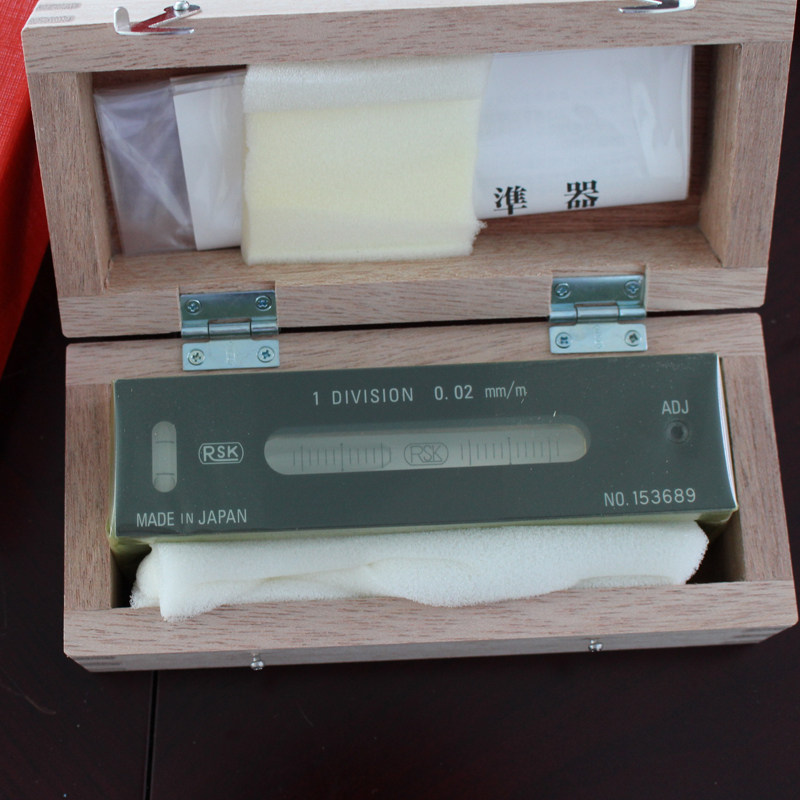 準 器
1 DIVISION 0.02 mm/m
ADJ
RSK
RSK
NO.153689
MADE IN JAPAN